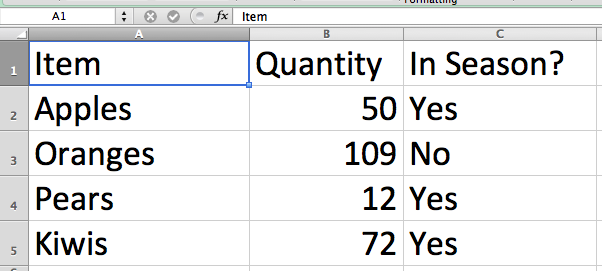 Formatting
A1 fx Item
A B C
1 Item Quantity In Season?
2 Apples 50 Yes
3 Oranges 109 No
4 Pears 12 Yes
5 Kiwis 72 Yes